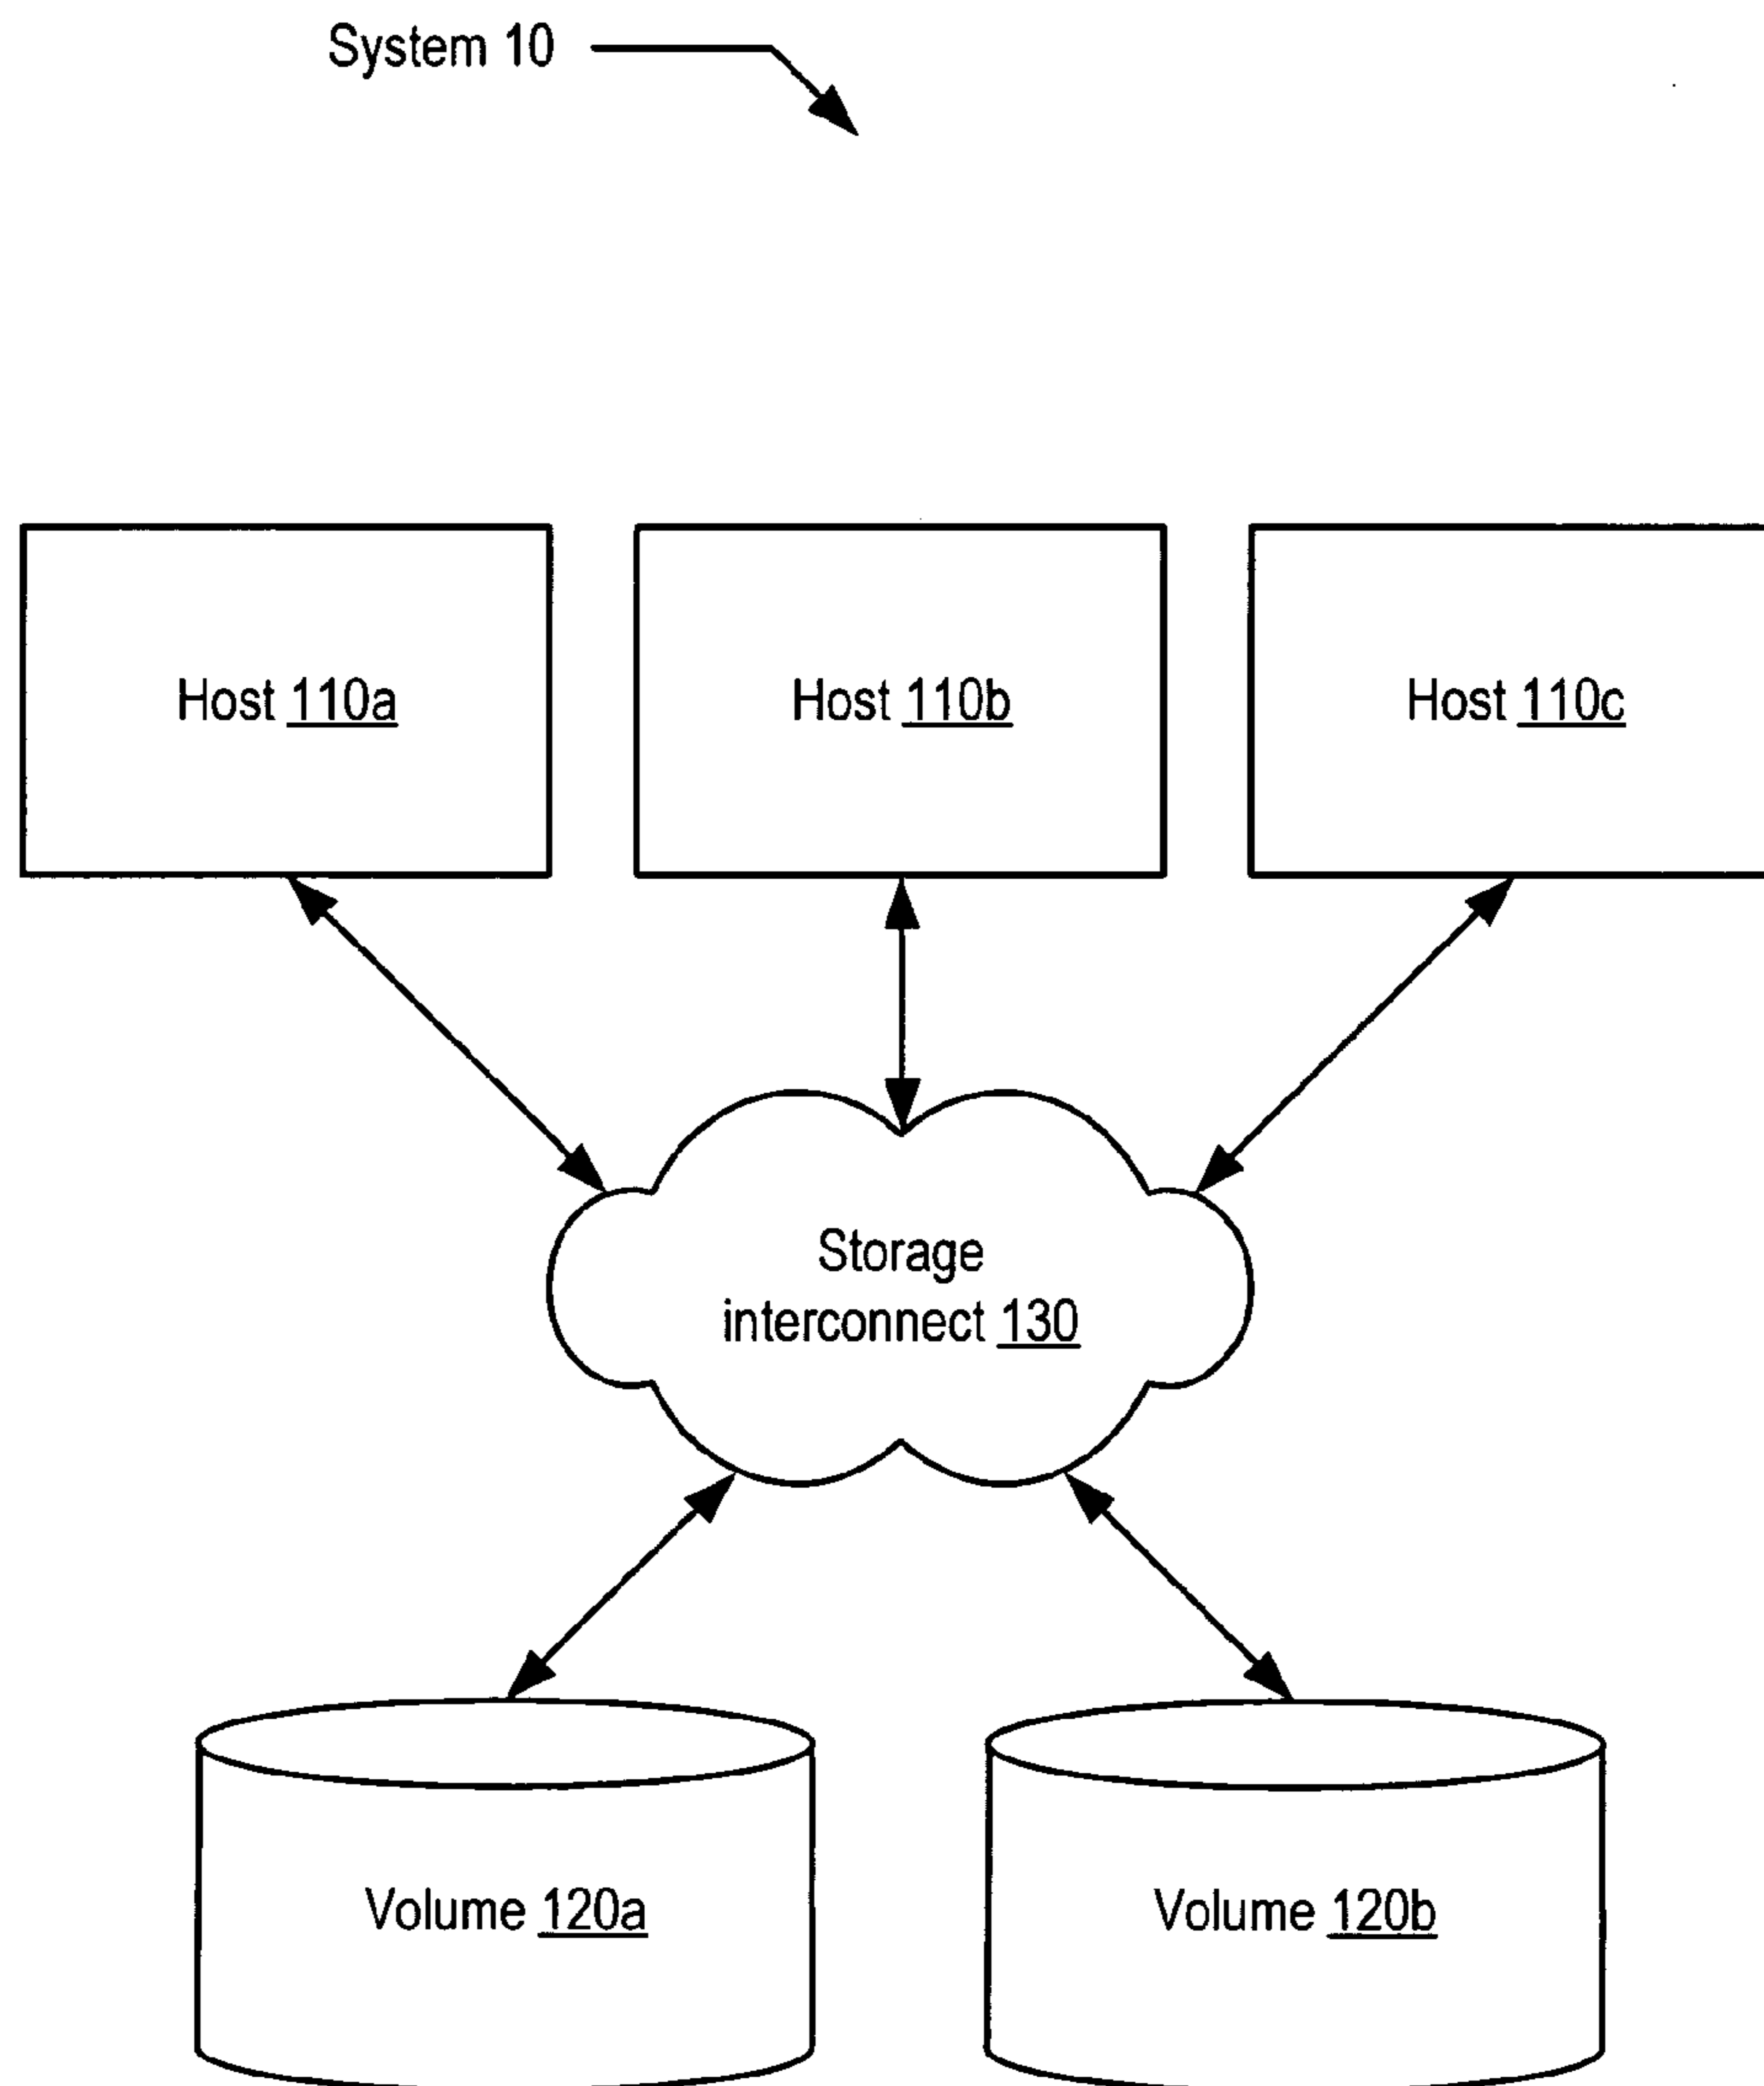 System 10
Host 110a
Host 110b
Host 110c
Storage
interconnect 130
Volume 120a
Volume 120b